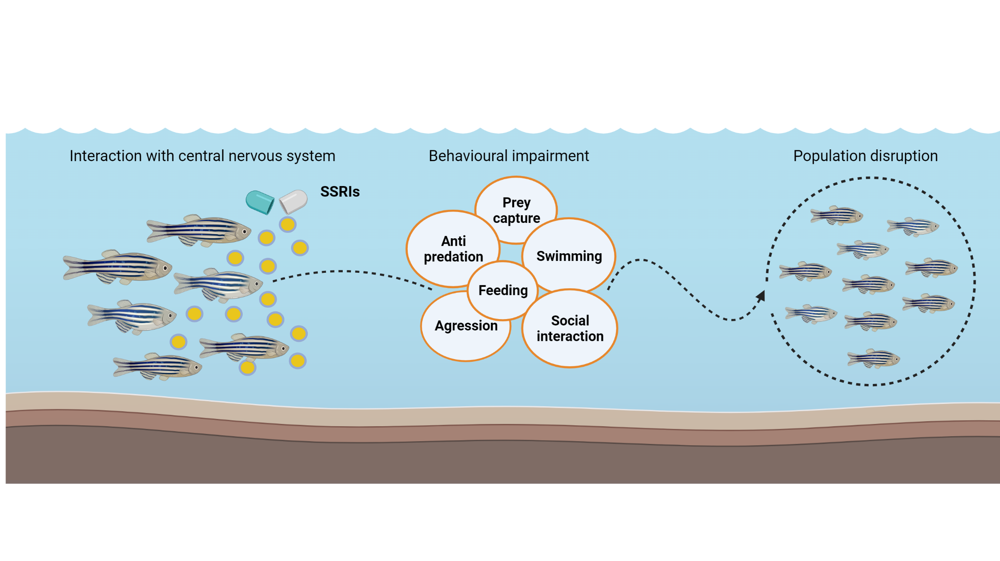 Interaction with central nervous system
SSRIs
Behavioural impairment
Prey
capture
Anti
predation
Swimming
Feeding
Agression
Social
interaction
Population disruption